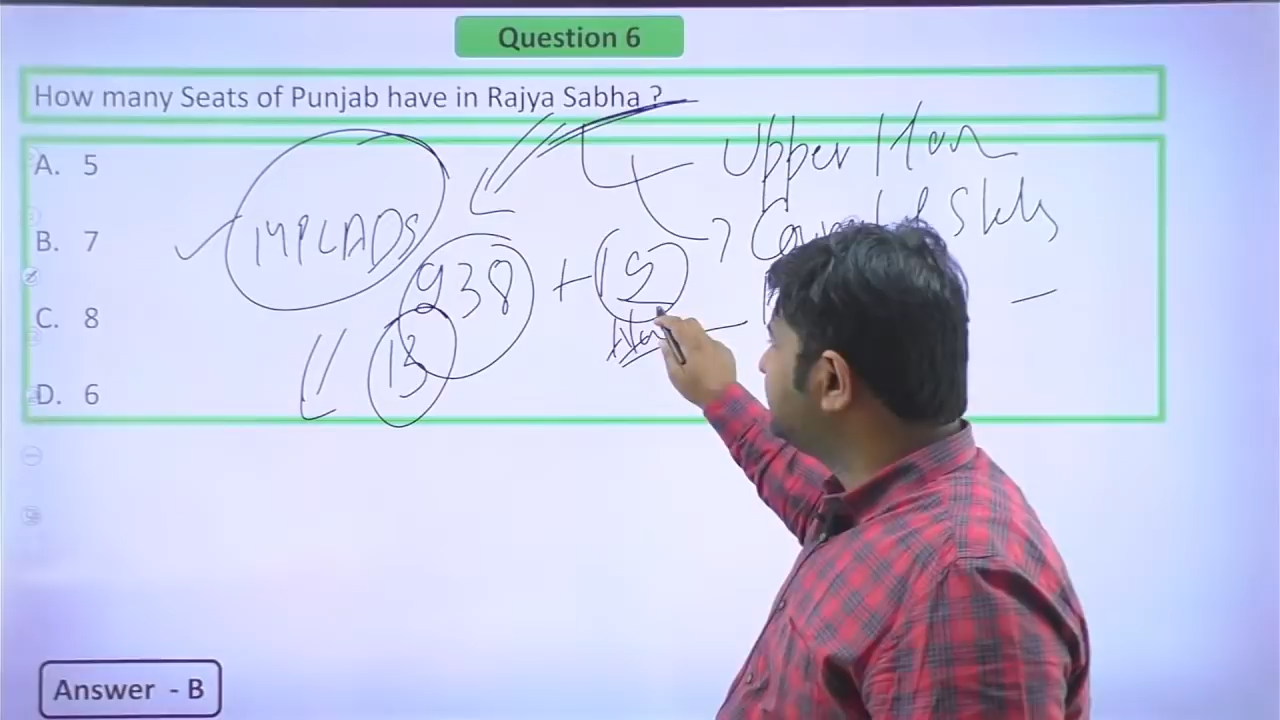 Question 6
How many Seats of Punjab have in Rajya Sabha ?
Upper
A. 5
MPLADS
B. 7
238 + 12
C. 8
13
D. 6
Answer - B